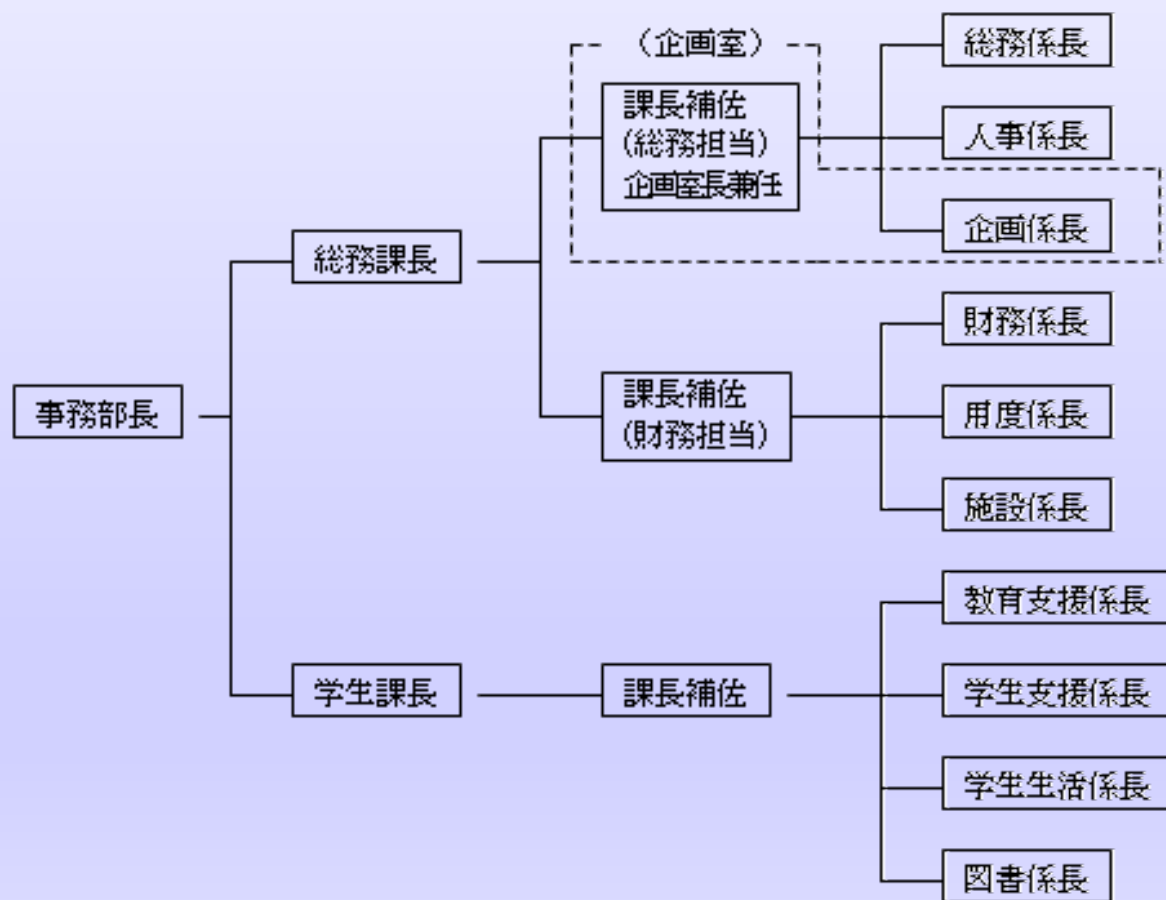 (企画室)
総務係長
課長補佐
(総務担当)
企画室長兼任
人事係長
企画係長
総務課長
財務係長
事務部長
課長補佐
(財務担当)
用度係長
施設係長
教育支援係長
学生課長
課長補佐
学生支援係長
学生生活係長
図書係長